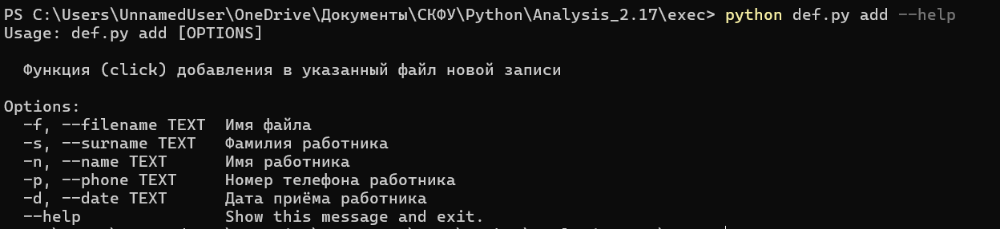 PS C:\Users\UnnamedUser\OneDrive\Документы\СКФУ\Python\Analysis_2.17\exec> python def.py add --help
Usage: def.py add [OPTIONS]
Функция (click) добавления в указанный файл новой записи
Options:
-f, --filename TEXT Имя файла
-s, --surname TEXT Фамилия работника
-n, --name TEXT Имя работника
-p, --phone TEXT Номер телефона работника
-d, --date TEXT Дата приёма работника
--help Show this message and exit.